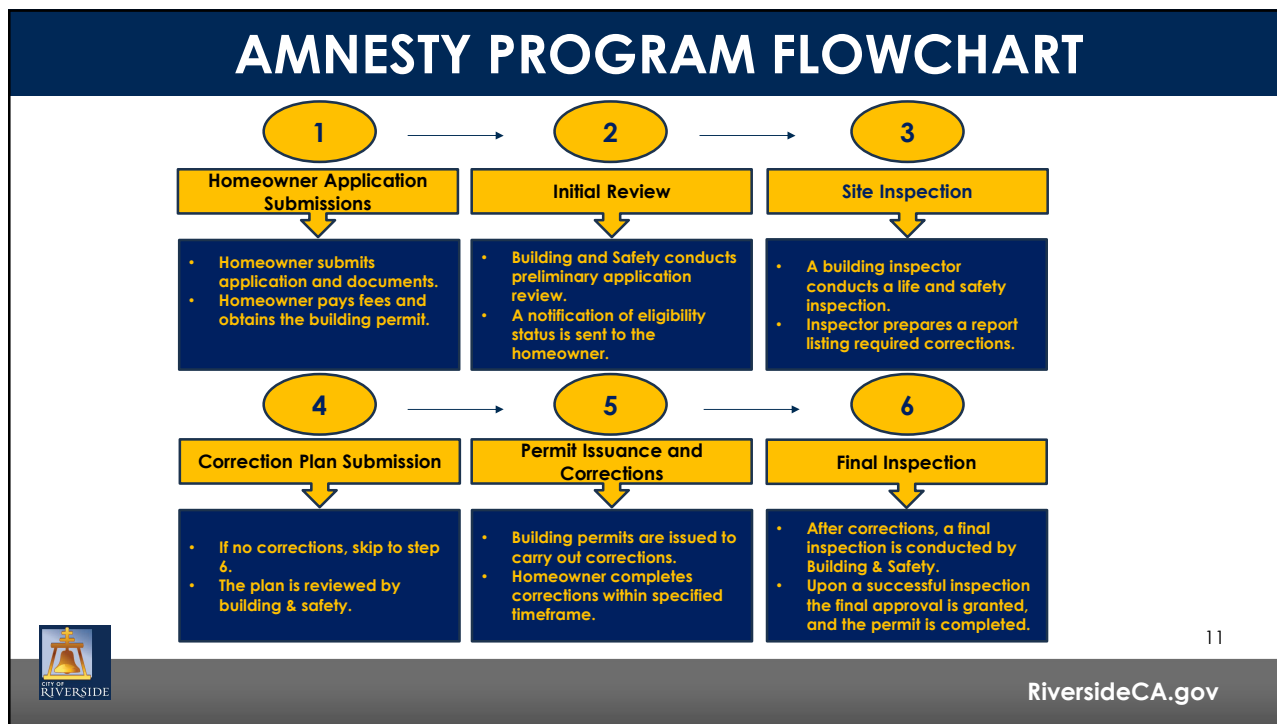 AMNESTY PROGRAM FLOWCHART
1
2
3
Homeowner Application
Submissions
Initial Review
Site Inspection
• Homeowner submits
application and documents.
• Homeowner pays fees and
obtains the building permit.
• Building and Safety conducts
preliminary application
review.
• A notification of eligibility
status is sent to the
homeowner.
• A building inspector
conducts a life and safety
inspection.
• Inspector prepares a report
listing required corrections.
4
5
6
Correction Plan Submission
Permit Issuance and
Corrections
Final Inspection
• If no corrections, skip to step
6.
• The plan is reviewed by
building & safety.
• Building permits are issued to
carry out corrections.
• Homeowner completes
corrections within specified
timeframe.
• After corrections, a final
inspection is conducted by
Building & Safety.
• Upon a successful inspection
the final approval is granted,
and the permit is completed.
11
CITY OF
RIVERSIDE
RiversideCA.gov